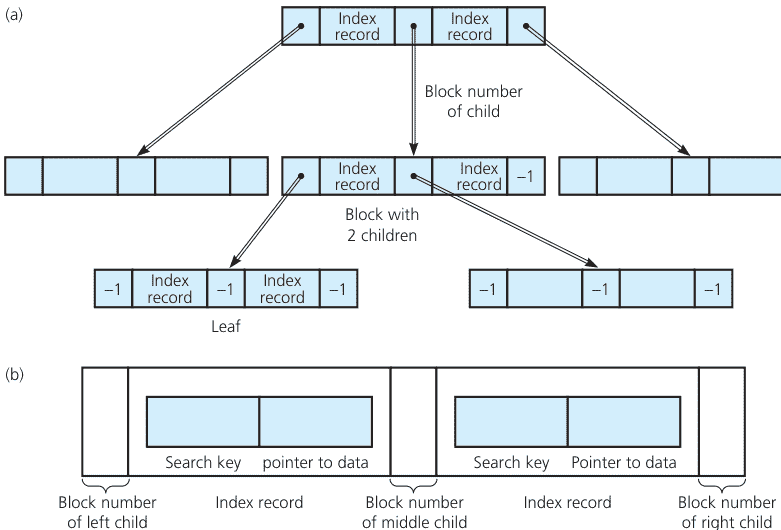 (a)
Index
record
Index
record
Block number
of child
Index
record
Index
record
–1
Block with
2 children
–1
Index
record
–1
Index
record
–1
–1
–1
–1
Leaf
(b)
Search key
pointer to data
Search key
Pointer to data
Block number
of left child
Index record
Block number
of middle child
Index record
Block number
of right child